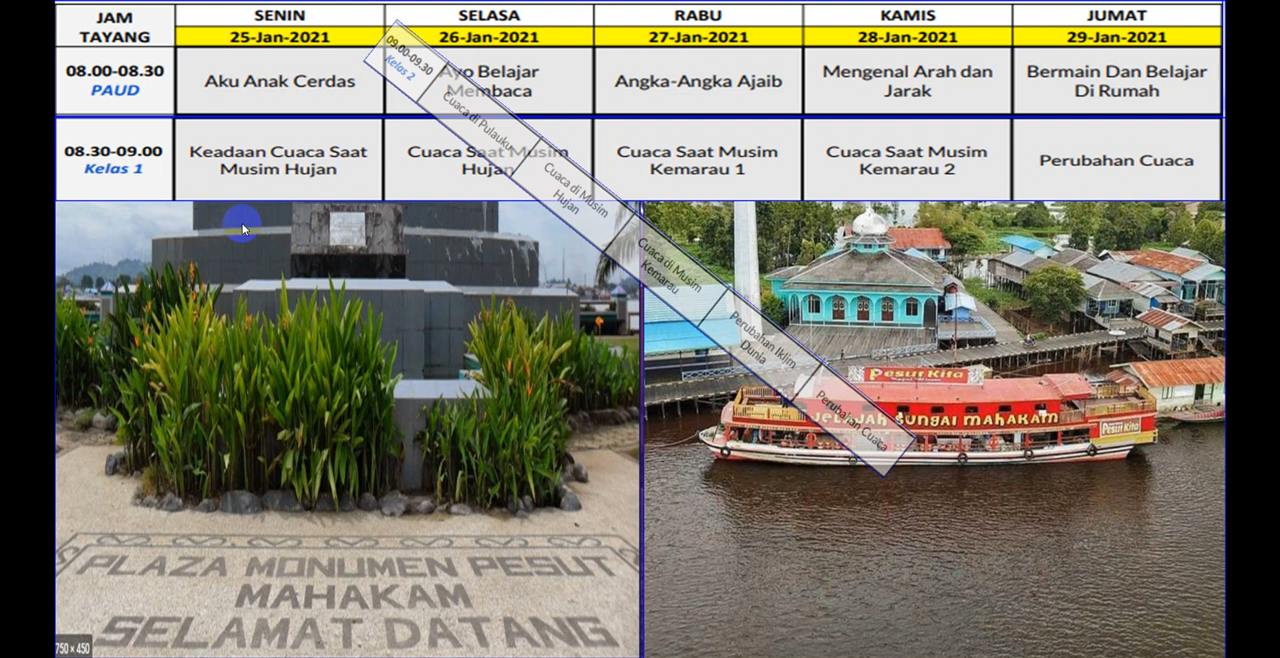 JAM
TAYANG
SENIN
SELASA
RABU
KAMIS
JUMAT
25-Jan-2021
26-Jan-2021
27-Jan-2021
28-Jan-2021
29-Jan-2021
08.00-08.30
PAUD
Aku Anak Cerdas
Ayo Belajar
Membaca
Angka-Angka Ajaib
Mengenal Arah dan
Jarak
Bermain Dan Belajar
Di Rumah
08.30-09.00
Kelas 1
Keadaan Cuaca Saat
Musim Hujan
Cuaca Saat Musim
Hujan
Cuaca Saat Musim
Kemarau 1
Cuaca Saat Musim
Kemarau 2
Perubahan Cuaca
09.00-09.30
Kelas 2
Cuaca di Pulauku
Cuaca di Musim
Hujan
Cuaca di Musim
Kemarau
Perubahan Iklim
Dunia
Perubahan Cuaca
PLAZA MONUMEN PESUT
MAHAKAM
SELAMAT DATANG
750 × 450
Pesut Kita
JELAJAH SUNGAI MAHAKAM
Pesut Kita